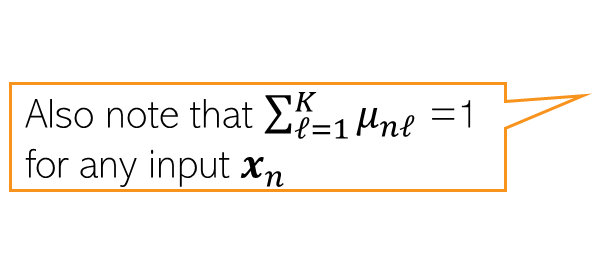 Also note that ∑_{ℓ=1}^{K} μ_{nℓ} =1
for any input 𝒙_n